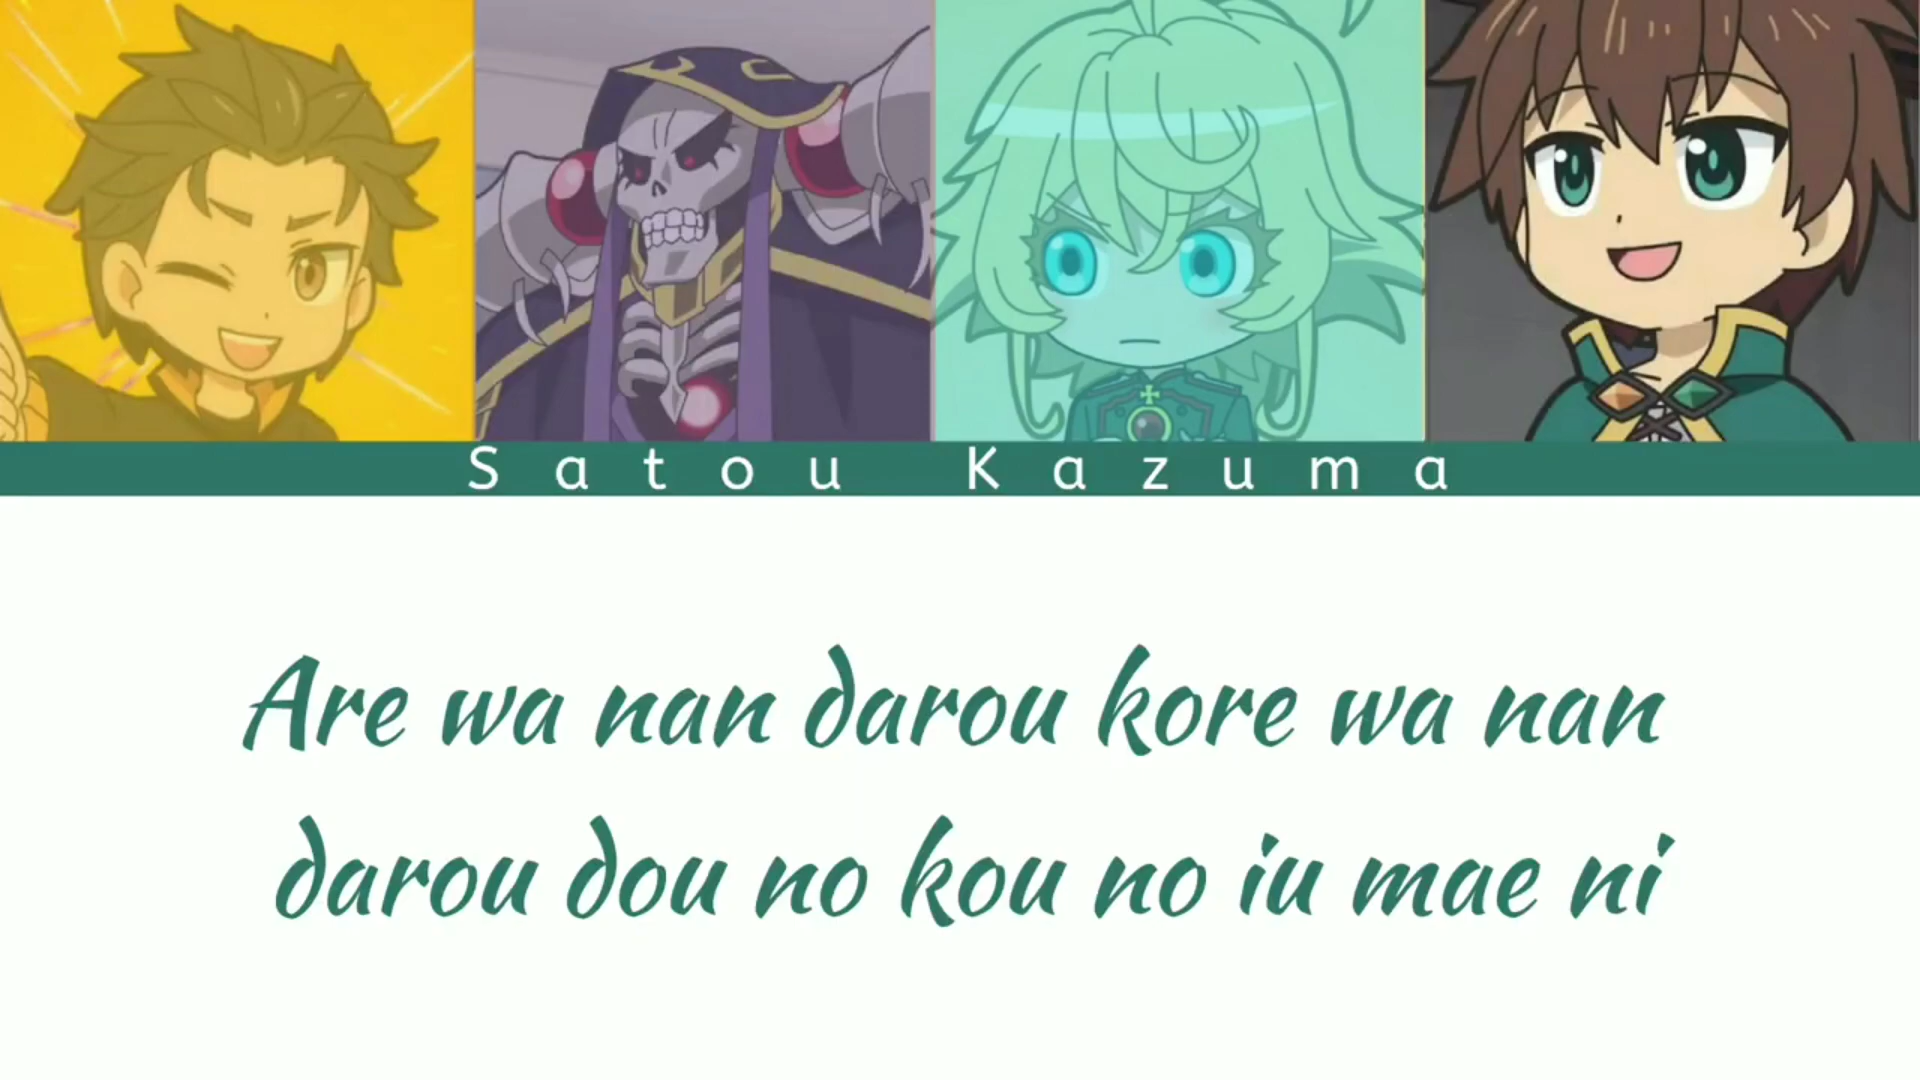 Satou Kazuma
Are wa nan darou kore wa nan
darou dou no kou no iu mae ni